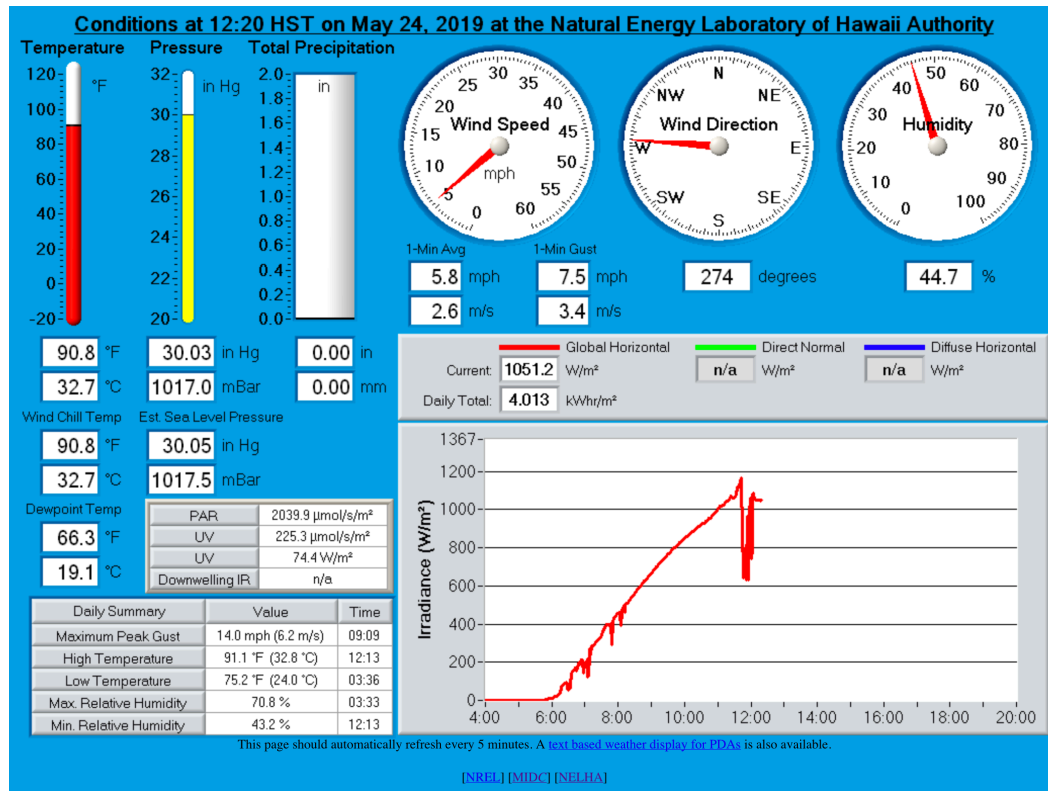 Conditions at 12:20 HST on May 24, 2019 at the Natural Energy Laboratory of Hawaii Authority
Temperature Pressure Total Precipitation
120 °F
100
80
60
40
20
0
-20
32 in Hg
30
28
26
24
22
20
2.0 in
1.8
1.6
1.4
1.2
1.0
0.8
0.6
0.4
0.2
0.0
90.8 °F 30.03 in Hg 0.00 in
32.7 °C 1017.0 mBar 0.00 mm
Wind Chill Temp Est. Sea Level Pressure
90.8 °F 30.05 in Hg
32.7 °C 1017.5 mBar
Dewpoint Temp
66.3 °F
19.1 °C
PAR 2039.9 µmol/s/m²
UV 225.3 µmol/s/m²
UV 74.4 W/m²
Downwelling IR n/a
Daily Summary Value Time
Maximum Peak Gust 14.0 mph (6.2 m/s) 09:09
High Temperature 91.1 °F (32.8 °C) 12:13
Low Temperature 75.2 °F (24.0 °C) 03:36
Max. Relative Humidity 70.8 % 03:33
Min. Relative Humidity 43.2 % 12:13
Wind Speed
mph
0 5 10 15 20 25 30 35 40 45 50 55 60
Wind Direction
N NE E SE S SW W NW
Humidity
0 10 20 30 40 50 60 70 80 90 100
1-Min Avg 1-Min Gust
5.8 mph 7.5 mph 274 degrees 44.7 %
2.6 m/s 3.4 m/s
Global Horizontal Direct Normal Diffuse Horizontal
Current: 1051.2 W/m² n/a W/m² n/a W/m²
Daily Total: 4.013 kWhr/m²
Irradiance (W/m²)
1367
1200
1000
800
600
400
200
0
4:00 6:00 8:00 10:00 12:00 14:00 16:00 18:00 20:00
This page should automatically refresh every 5 minutes. A text based weather display for PDAs is also available.
[NREL] [MIDC] [NELHA]